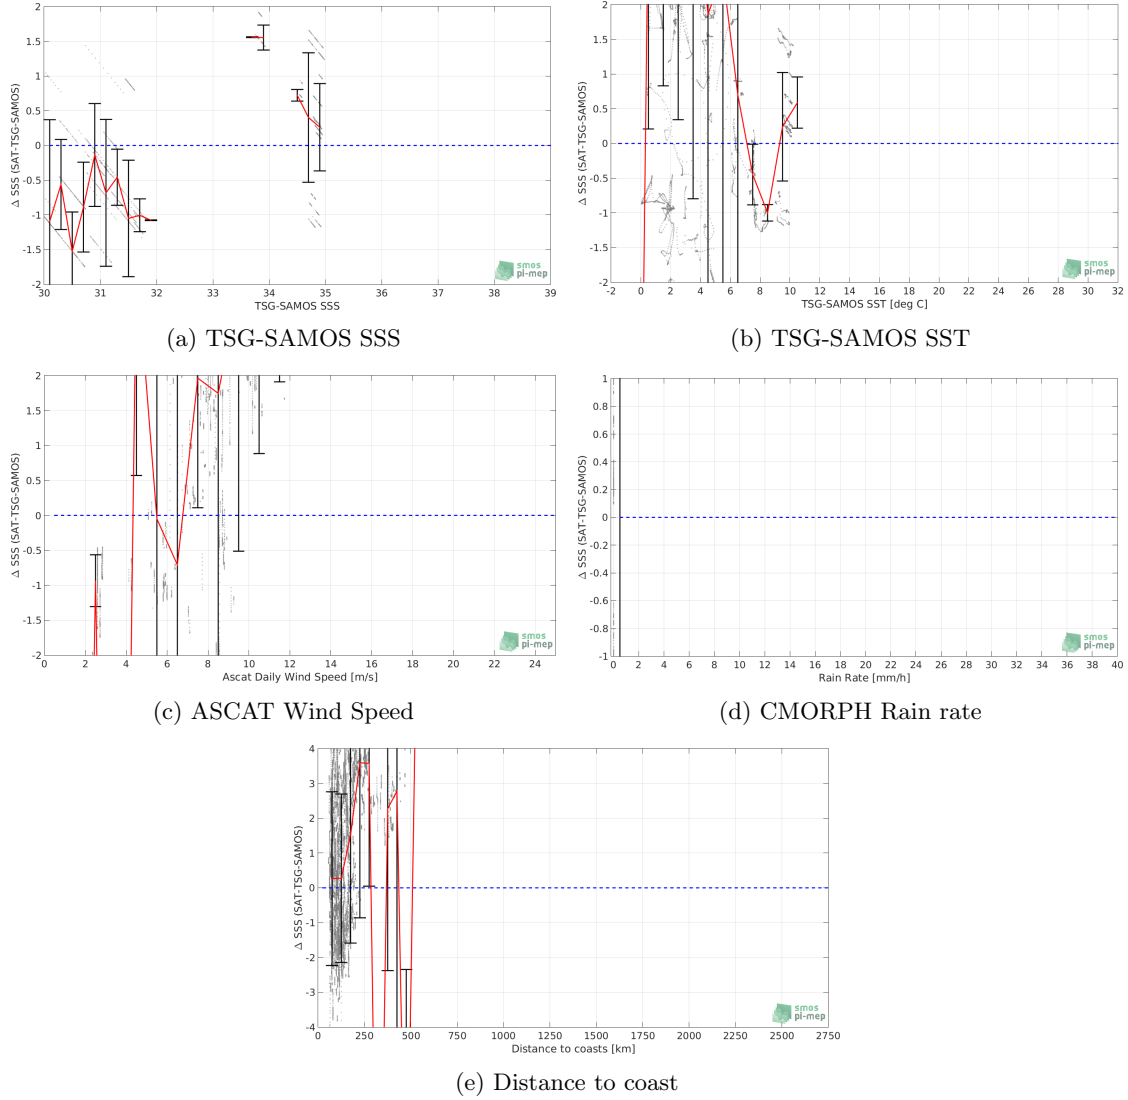 Δ SSS (SAT-TSG-SAMOS)
2
1.5
1
0.5
0
-0.5
-1
-1.5
-2
30 31 32 33 34 35 36 37 38 39
TSG-SAMOS SSS
smos
pi-mep
(a) TSG-SAMOS SSS
Δ SSS (SAT-TSG-SAMOS)
2
1.5
1
0.5
0
-0.5
-1
-1.5
-2
-2 0 2 4 6 8 10 12 14 16 18 20 22 24 26 28 30 32
TSG-SAMOS SST [deg C]
smos
pi-mep
(b) TSG-SAMOS SST
Δ SSS (SAT-TSG-SAMOS)
2
1.5
1
0.5
0
-0.5
-1
-1.5
-2
0 2 4 6 8 10 12 14 16 18 20 22 24
Ascat Daily Wind Speed [m/s]
smos
pi-mep
(c) ASCAT Wind Speed
Δ SSS (SAT-TSG-SAMOS)
1
0.8
0.6
0.4
0.2
0
-0.2
-0.4
-0.6
-0.8
-1
0 2 4 6 8 10 12 14 16 18 20 22 24 26 28 30 32 34 36 38 40
Rain Rate [mm/h]
smos
pi-mep
(d) CMORPH Rain rate
Δ SSS (SAT-TSG-SAMOS)
4
3
2
1
0
-1
-2
-3
-4
0 250 500 750 1000 1250 1500 1750 2000 2250 2500 2750
Distance to coasts [km]
smos
pi-mep
(e) Distance to coast